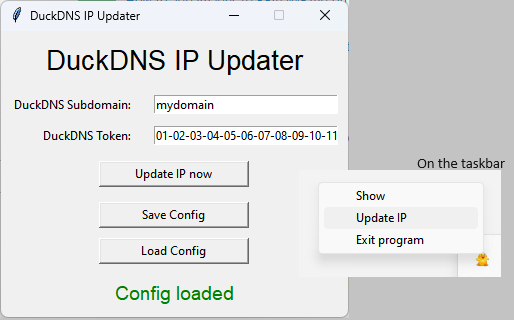 DuckDNS IP Updater
DuckDNS IP Updater
DuckDNS Subdomain: mydomain
DuckDNS Token: 01-02-03-04-05-06-07-08-09-10-11
Update IP now
Save Config
Load Config
Config loaded
On the taskbar
Show
Update IP
Exit program